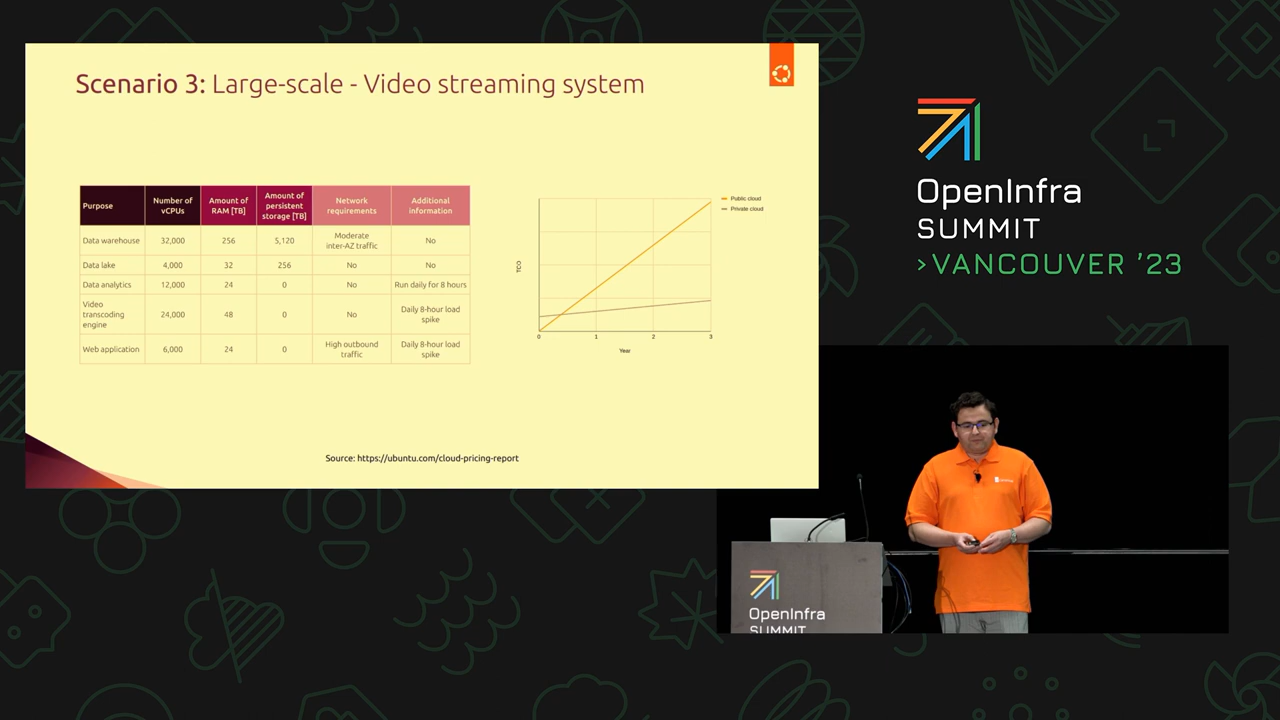 Scenario 3: Large-scale - Video streaming system
Purpose
Number of
vCPUs
Amount of
RAM [TB]
Amount of
persistent
storage [TB]
Network
requirements
Additional
information
Data warehouse
32,000
256
5,120
Moderate
inter-AZ traffic
No
Data lake
4,000
32
256
No
No
Data analytics
12,000
24
0
No
Run daily for 8 hours
Video
transcoding
engine
24,000
48
0
No
Daily 8-hour load
spike
Web application
6,000
24
0
High outbound
traffic
Daily 8-hour load
spike
Public cloud
Private cloud
TCO
0
1
2
3
Year
Source: https://ubuntu.com/cloud-pricing-report
OpenInfra
SUMMIT
>VANCOUVER '23
OpenInfra
SUMMIT